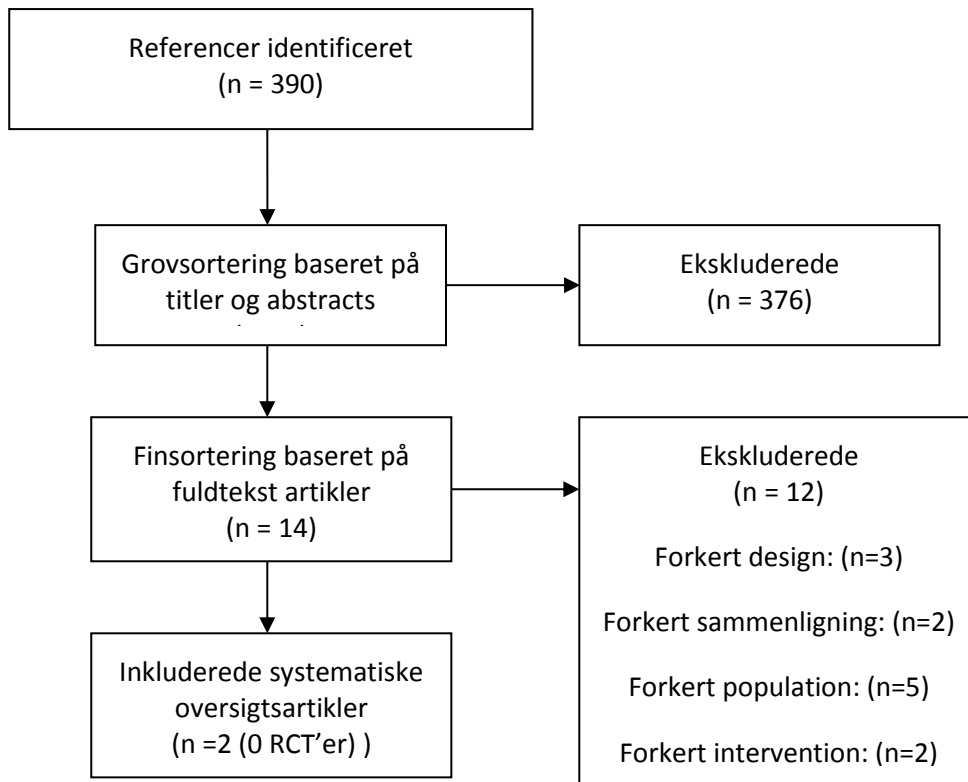 Referencer identificeret
(n = 390)
Grovsortering baseret på
titler og abstracts
Ekskluderede
(n = 376)
Finsortering baseret på
fuldtekst artikler
(n = 14)
Ekskluderede
(n = 12)
Forkert design: (n=3)
Forkert sammenligning: (n=2)
Forkert population: (n=5)
Forkert intervention: (n=2)
Inkluderede systematiske
oversigtsartikler
(n =2 (0 RCT’er) )